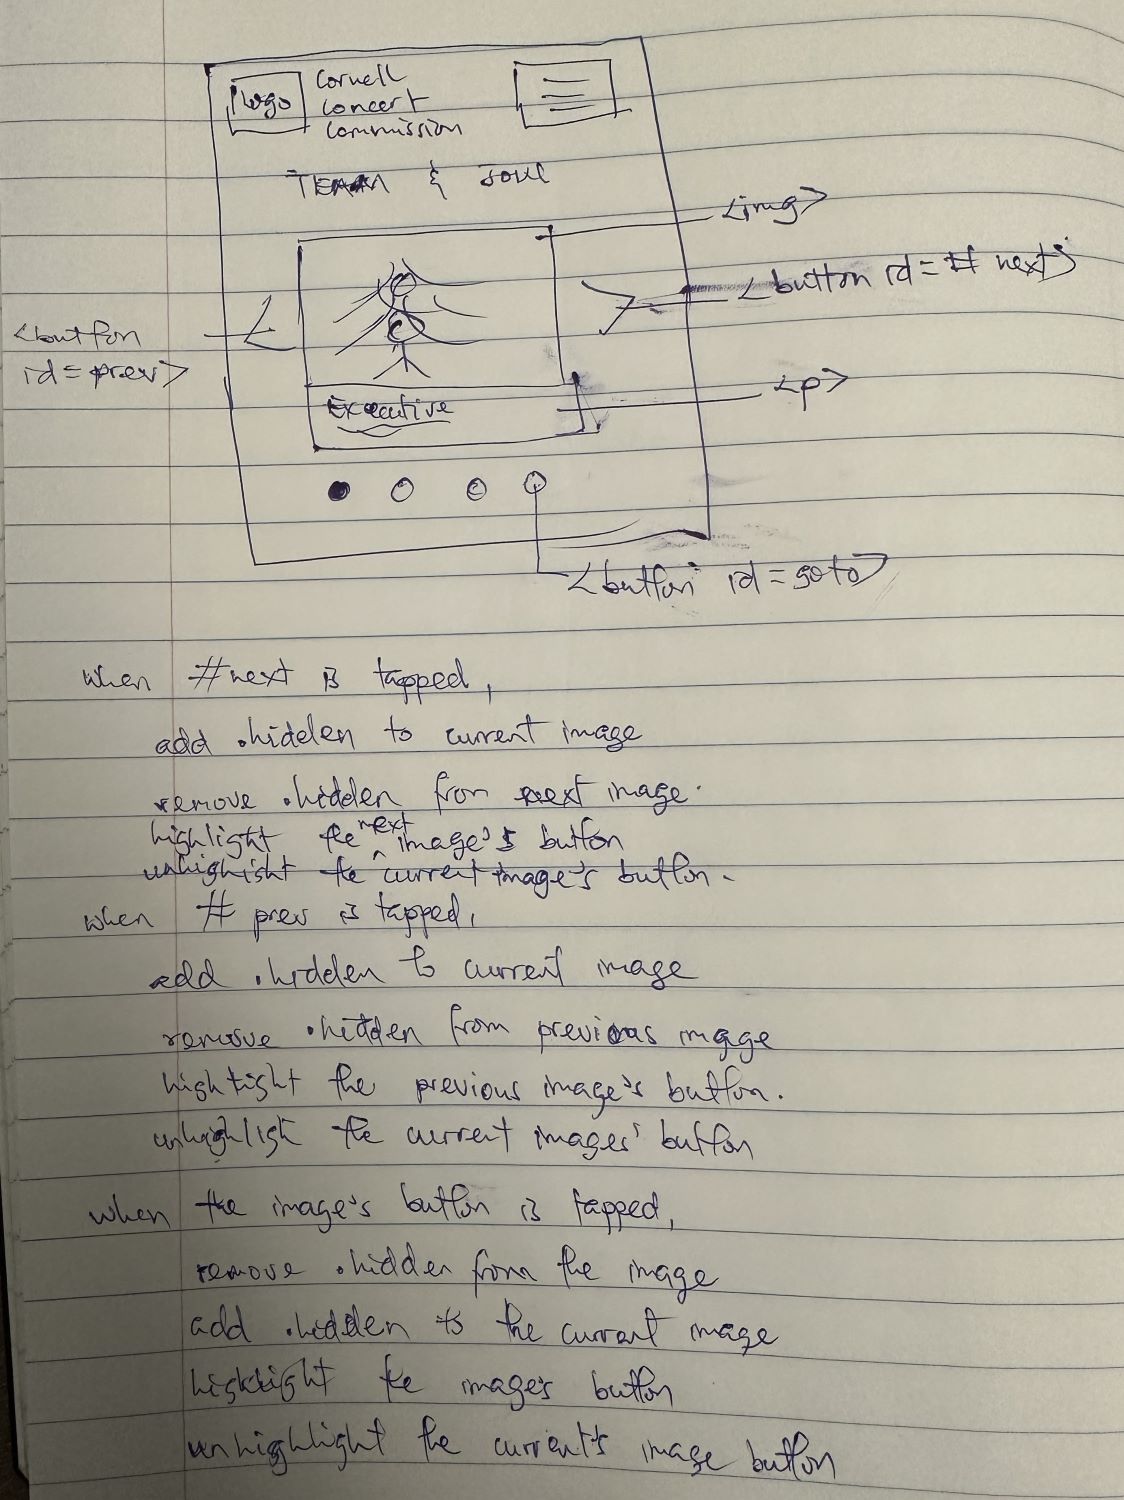 Logo
Cornell
Concert
Commission
TEAM & JOUL
<img>
<button id=# next>
<button
id=prev>
<p>
Executive
<button id=goto>
when #next is tapped,
add .hidden to current image
remove .hidden from next image.
highlight the next image's button
unhighlight the current image's button.
when # prev is tapped,
add .hidden to current image
remove .hidden from previous image
highlight the previous image's button.
unhighlight the current images' button
when the image's button is tapped,
remove .hidden from the image
add .hidden to the current image
highlight the image's button
unhighlight the current's image button